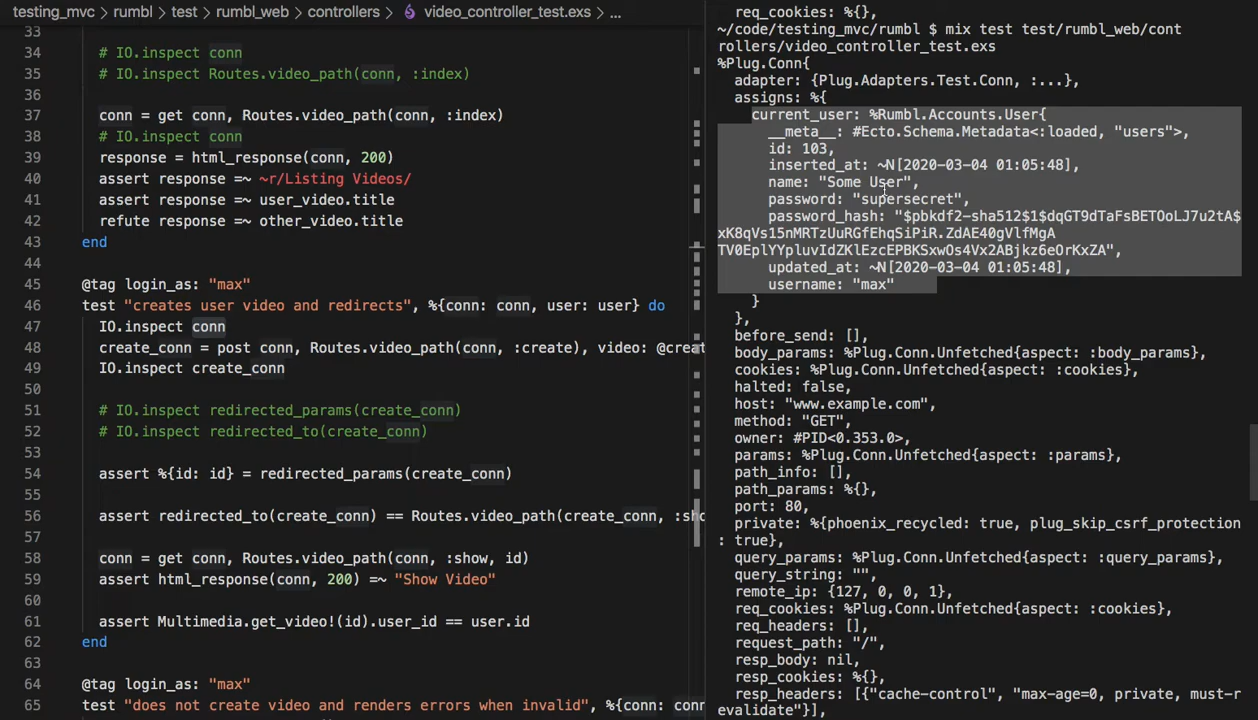 testing_mvc > rumbl > test > rumbl_web > controllers > video_controller_test.exs > ...
33
34 # IO.inspect conn
35 # IO.inspect Routes.video_path(conn, :index)
36
37 conn = get conn, Routes.video_path(conn, :index)
38 # IO.inspect conn
39 response = html_response(conn, 200)
40 assert response =~ ~r/Listing Videos/
41 assert response =~ user_video.title
42 refute response =~ other_video.title
43 end
44
45 @tag login_as: "max"
46 test "creates user video and redirects", %{conn: conn, user: user} do
47 IO.inspect conn
48 create_conn = post conn, Routes.video_path(conn, :create), video: @creat
49 IO.inspect create_conn
50
51 # IO.inspect redirected_params(create_conn)
52 # IO.inspect redirected_to(create_conn)
53
54 assert %{id: id} = redirected_params(create_conn)
55
56 assert redirected_to(create_conn) == Routes.video_path(create_conn, :sho
57
58 conn = get conn, Routes.video_path(conn, :show, id)
59 assert html_response(conn, 200) =~ "Show Video"
60
61 assert Multimedia.get_video!(id).user_id == user.id
62 end
63
64 @tag login_as: "max"
65 test "does not create video and renders errors when invalid", %{conn: conn
req_cookies: %{},
~/code/testing_mvc/rumbl $ mix test test/rumbl_web/cont
rollers/video_controller_test.exs
%Plug.Conn{
adapter: {Plug.Adapters.Test.Conn, :...},
assigns: %{
current_user: %Rumbl.Accounts.User{
__meta__: #Ecto.Schema.Metadata<:loaded, "users">,
id: 103,
inserted_at: ~N[2020-03-04 01:05:48],
name: "Some User",
password: "supersecret",
password_hash: "$pbkdf2-sha512$1$dqGT9dTaFsBETOoLJ7u2tA$
xK8qVs15nMRTzUuRGfEhqSiPiR.ZdAE40gVlfMgA
TV0EplYYpluvIdZKlEzcEPBKSxwOs4Vx2ABjkz6eOrKxZA",
updated_at: ~N[2020-03-04 01:05:48],
username: "max"
}
},
before_send: [],
body_params: %Plug.Conn.Unfetched{aspect: :body_params},
cookies: %Plug.Conn.Unfetched{aspect: :cookies},
halted: false,
host: "www.example.com",
method: "GET",
owner: #PID<0.353.0>,
params: %Plug.Conn.Unfetched{aspect: :params},
path_info: [],
path_params: %{},
port: 80,
private: %{phoenix_recycled: true, plug_skip_csrf_protection
: true},
query_params: %Plug.Conn.Unfetched{aspect: :query_params},
query_string: "",
remote_ip: {127, 0, 0, 1},
req_cookies: %Plug.Conn.Unfetched{aspect: :cookies},
req_headers: [],
request_path: "/",
resp_body: nil,
resp_cookies: %{},
resp_headers: [{"cache-control", "max-age=0, private, must-r
evalidate"}],